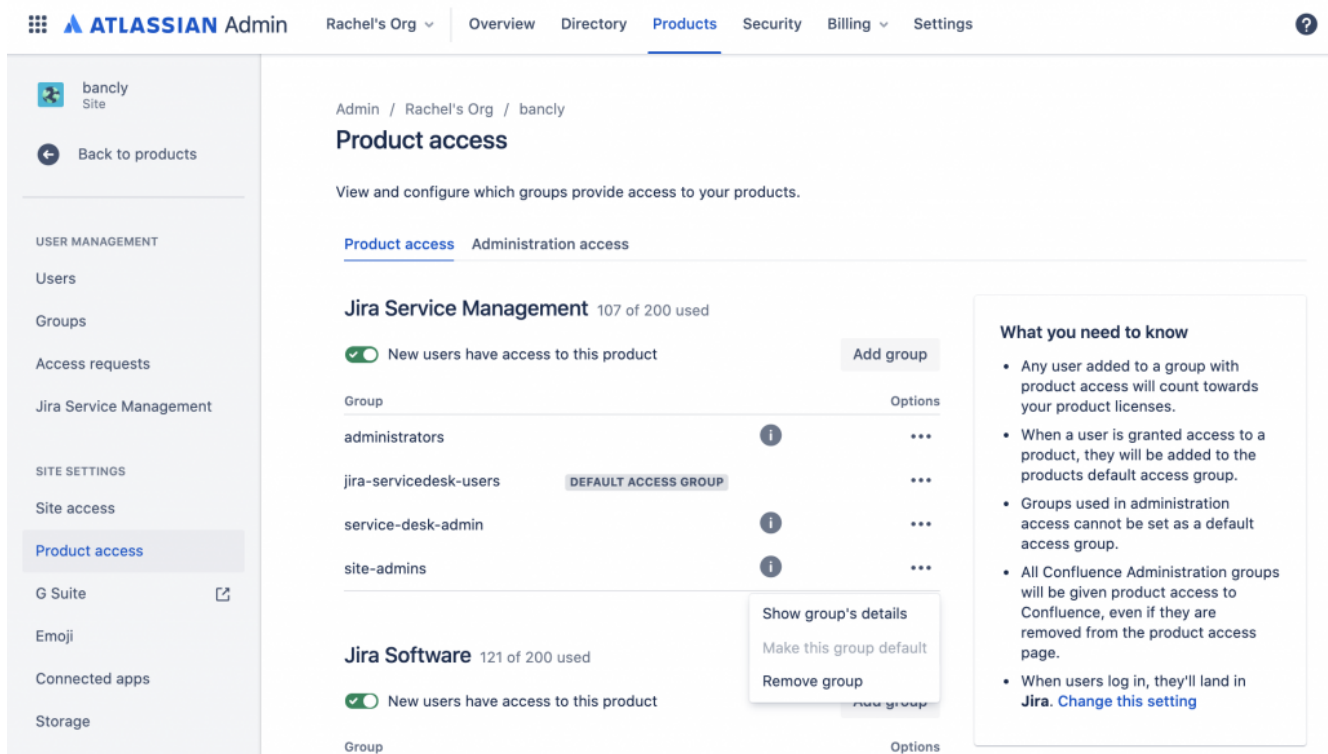 ATLASSIAN Admin
Rachel's Org
Overview
Directory
Products
Security
Billing
Settings
?
bancly
Site
Back to products
USER MANAGEMENT
Users
Groups
Access requests
Jira Service Management
SITE SETTINGS
Site access
Product access
G Suite
Emoji
Connected apps
Storage
Admin / Rachel's Org / bancly
Product access
View and configure which groups provide access to your products.
Product access
Administration access
Jira Service Management 107 of 200 used
New users have access to this product
Add group
Group
Options
administrators
i
jira-servicedesk-users
DEFAULT ACCESS GROUP
service-desk-admin
i
site-admins
i
Show group's details
Make this group default
Remove group
Jira Software 121 of 200 used
New users have access to this product
Add group
Group
Options
What you need to know
• Any user added to a group with
product access will count towards
your product licenses.
• When a user is granted access to a
product, they will be added to the
products default access group.
• Groups used in administration
access cannot be set as a default
access group.
• All Confluence Administration groups
will be given product access to
Confluence, even if they are
removed from the product access
page.
• When users log in, they'll land in
Jira. Change this setting